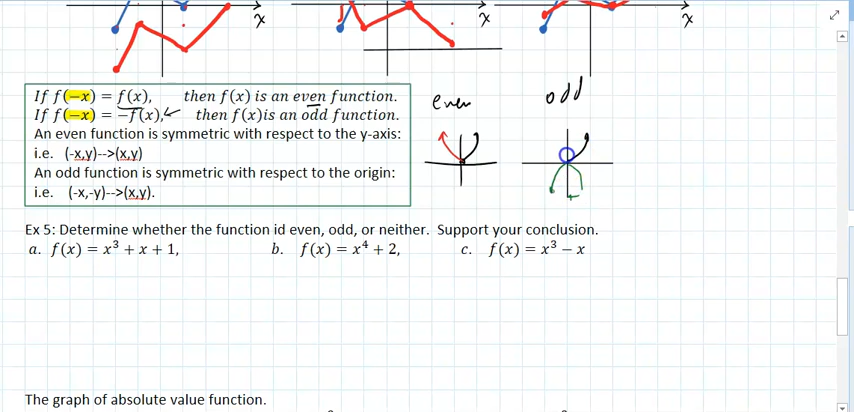 x x x
If f(−x) = f(x), then f(x) is an even function.
If f(−x) = −f(x), then f(x)is an odd function.
An even function is symmetric with respect to the y-axis:
i.e. (-x,y)-->(x,y)
An odd function is symmetric with respect to the origin:
i.e. (-x,-y)-->(x,y).
even odd
Ex 5: Determine whether the function id even, odd, or neither. Support your conclusion.
a. f(x) = x³ + x + 1, b. f(x) = x⁴ + 2, c. f(x) = x³ − x
The graph of absolute value function.